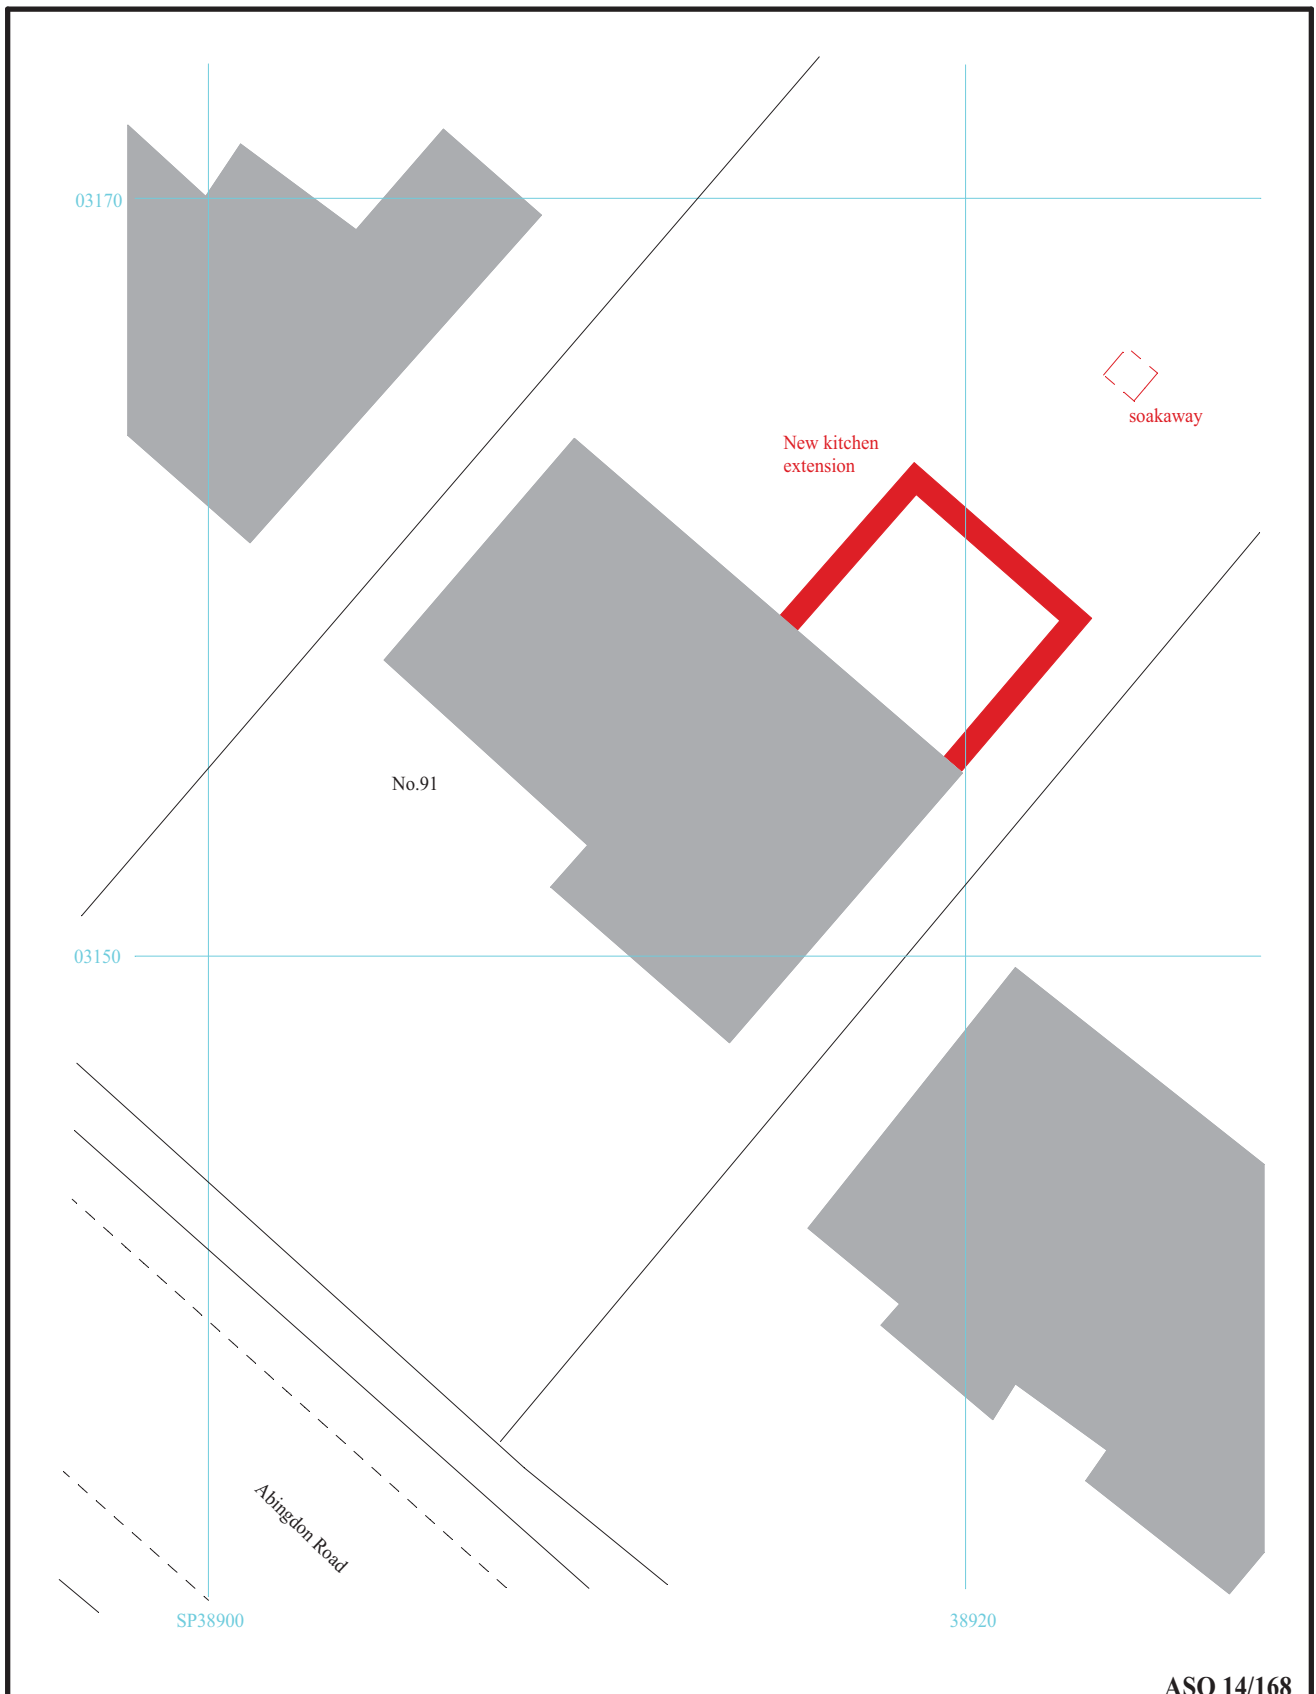 03170
soakaway
New kitchen
extension
No.91
03150
Abingdon Road
SP38900
38920
ASO 14/168